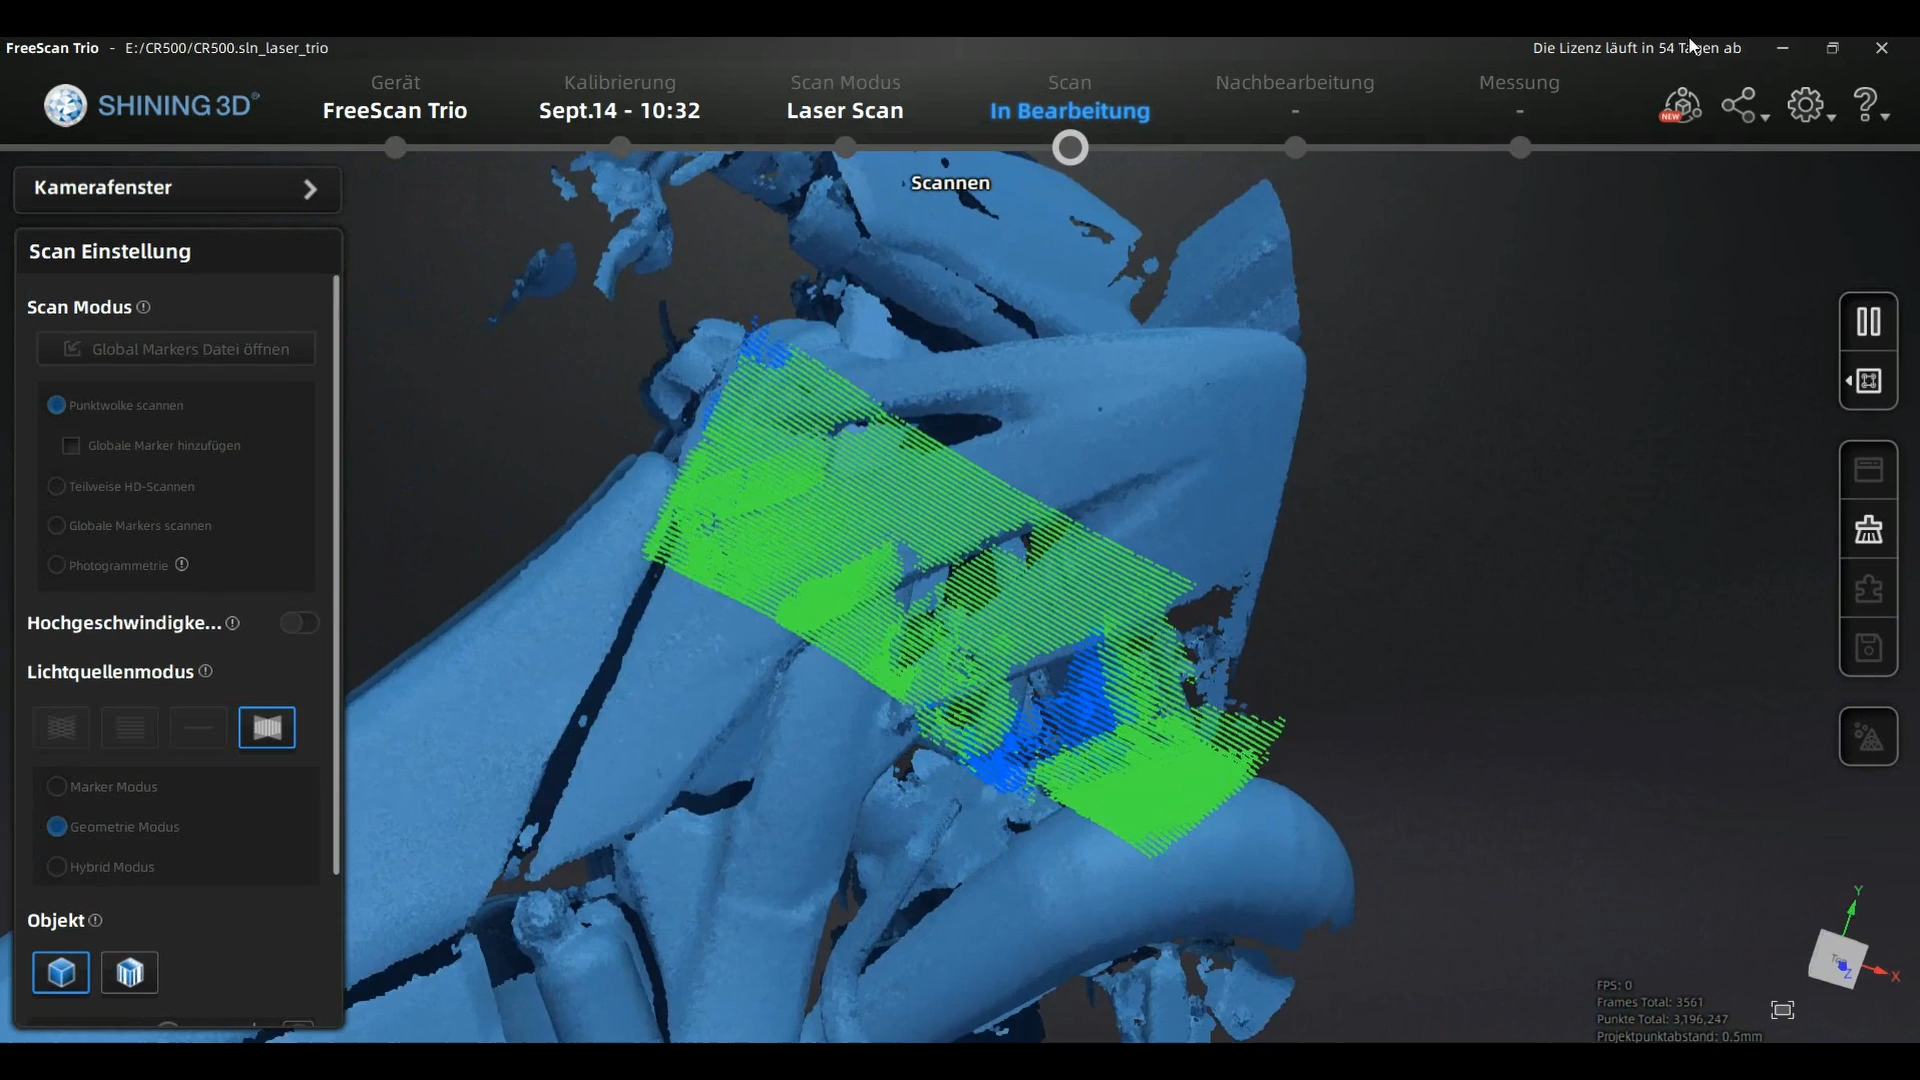 FreeScan Trio - E:/CR500/CR500.sln_laser_trio
Die Lizenz läuft in 54 Tagen ab
SHINING 3D®
Gerät
FreeScan Trio
Kalibrierung
Sept.14 - 10:32
Scan Modus
Laser Scan
Scan
In Bearbeitung
Nachbearbeitung
-
Messung
-
NEW
Kamerafenster
Scannen
Scan Einstellung
Scan Modus
Global Markers Datei öffnen
Punktwolke scannen
Globale Marker hinzufügen
Teilweise HD-Scannen
Globale Markers scannen
Photogrammetrie
Hochgeschwindigke...
Lichtquellenmodus
Marker Modus
Geometrie Modus
Hybrid Modus
Objekt
Y
X
Z
FPS: 0
Frames Total: 3561
Punkte Total: 3,196,247
Projektpunktabstand: 0.5mm